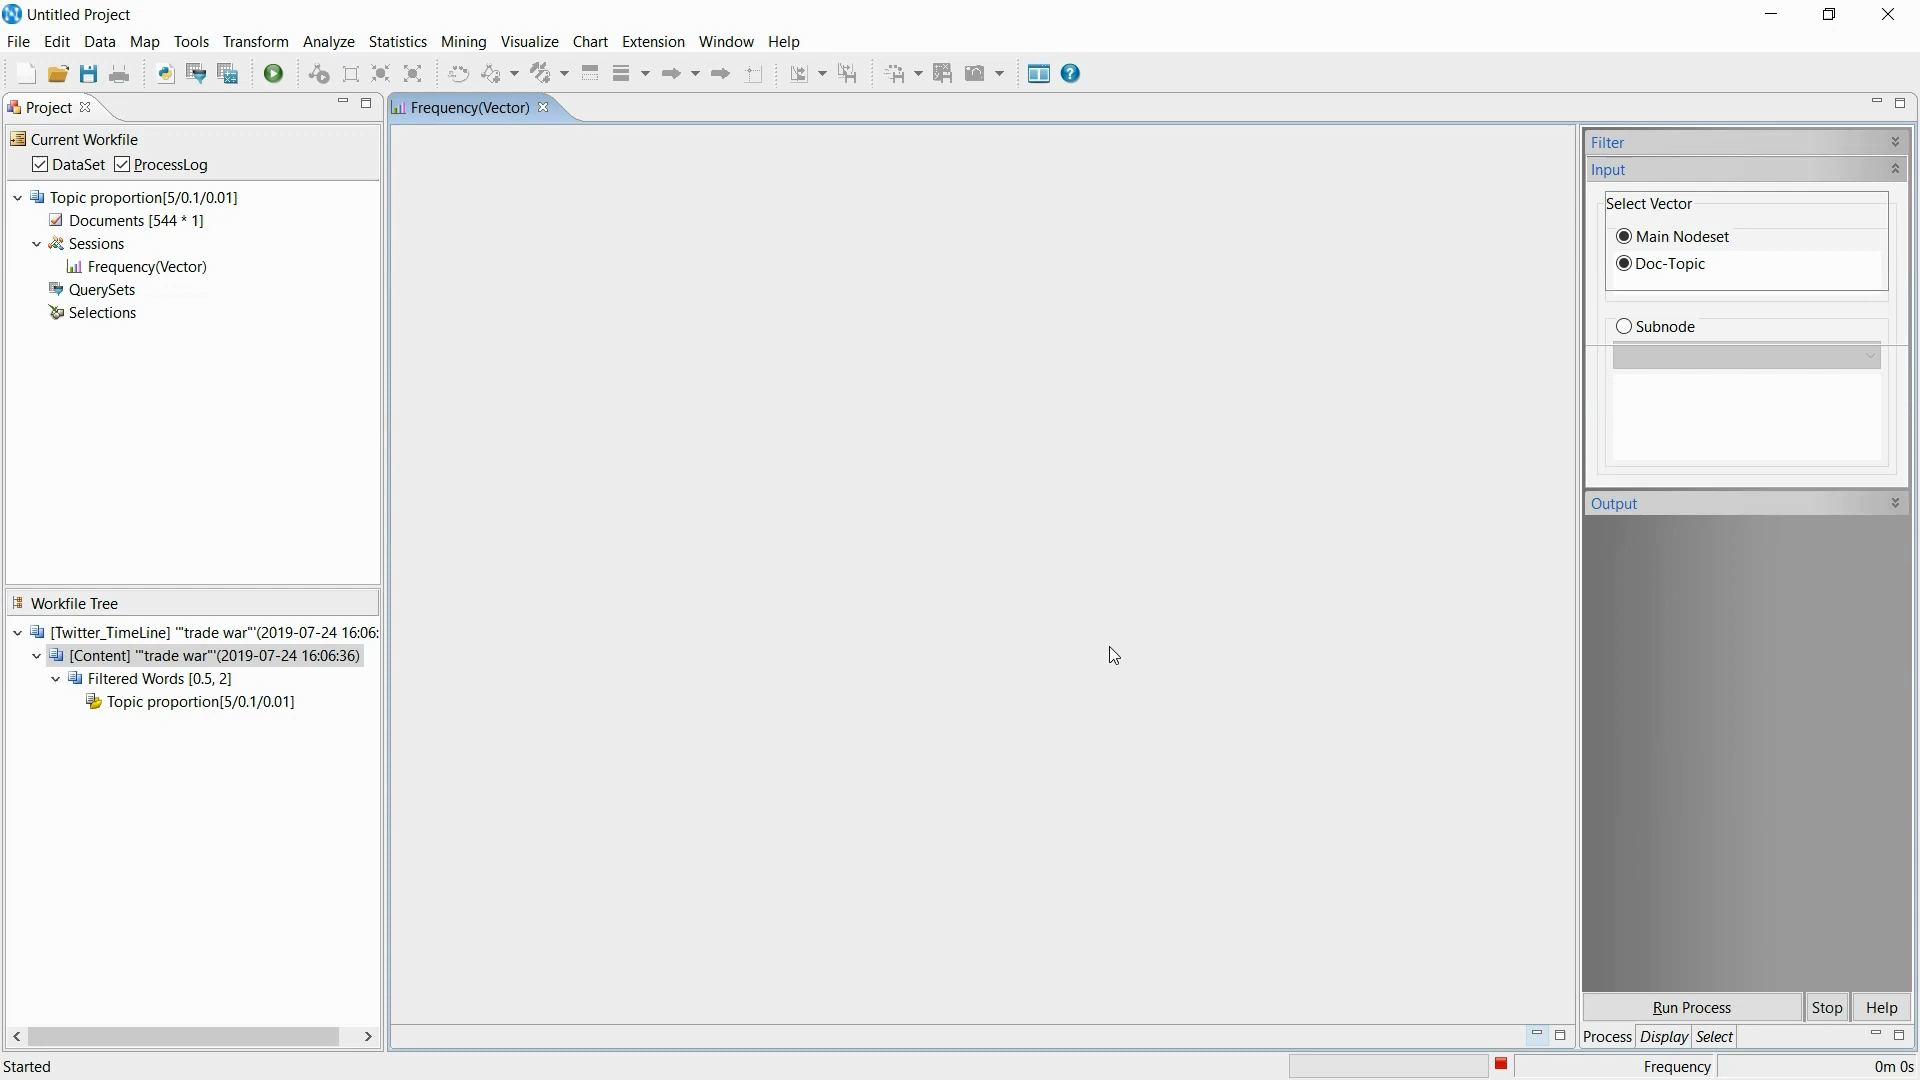 Untitled Project
File Edit Data Map Tools Transform Analyze Statistics Mining Visualize Chart Extension Window Help
Project
Frequency(Vector)
Current Workfile
DataSet ProcessLog
Topic proportion[5/0.1/0.01]
Documents [544 * 1]
Sessions
Frequency(Vector)
QuerySets
Selections
Workfile Tree
[Twitter_TimeLine] '"trade war"'(2019-07-24 16:06:
[Content] '"trade war"'(2019-07-24 16:06:36)
Filtered Words [0.5, 2]
Topic proportion[5/0.1/0.01]
Filter
Input
Select Vector
Main Nodeset
Doc-Topic
Subnode
Output
Run Process Stop Help
Process Display Select
Started
Frequency 0m 0s